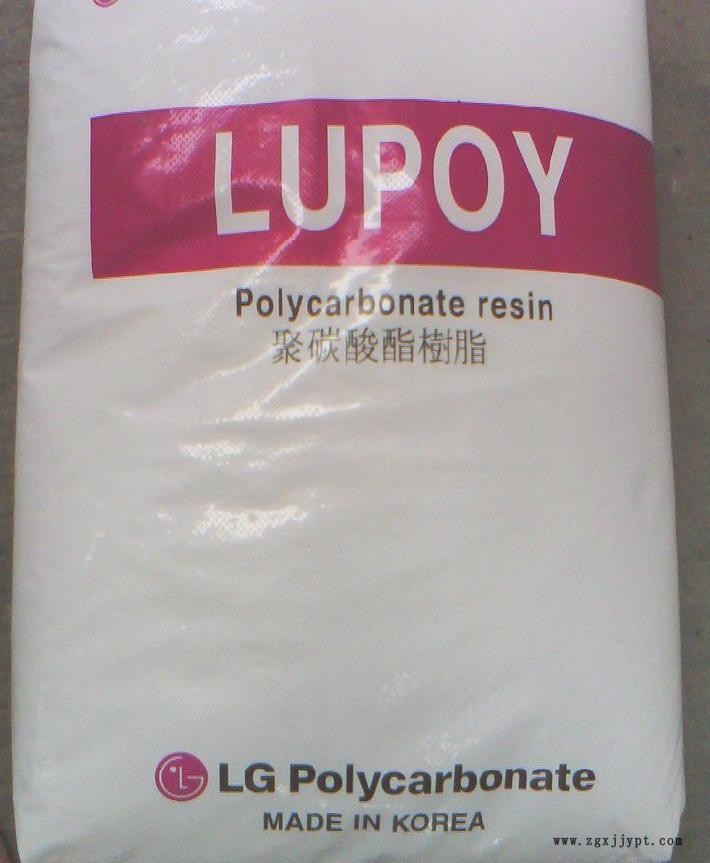 LUPOY
Polycarbonate resin
聚碳酸酯樹脂
LG Polycarbonate
MADE IN KOREA
www.zgxjjypt.com